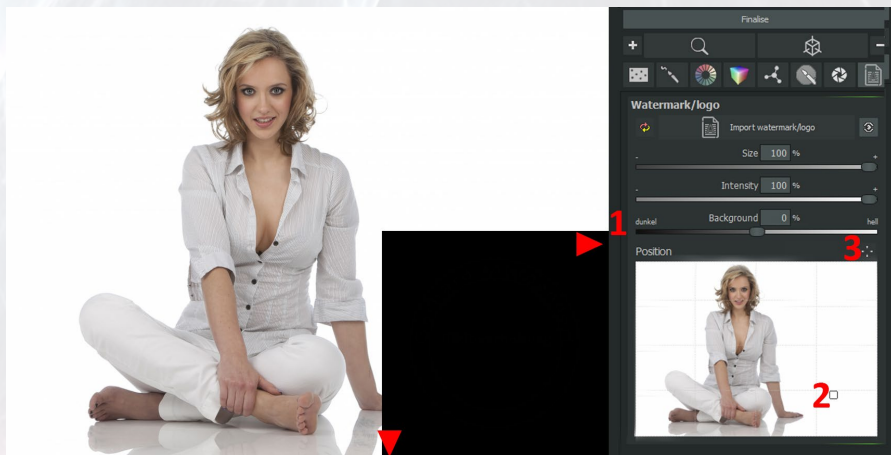 Finalise
+ -
Watermark/logo
Import watermark/logo
Size 100 %
- +
Intensity 100 %
- +
1 Background 0 %
dunkel hell
Position 3
2